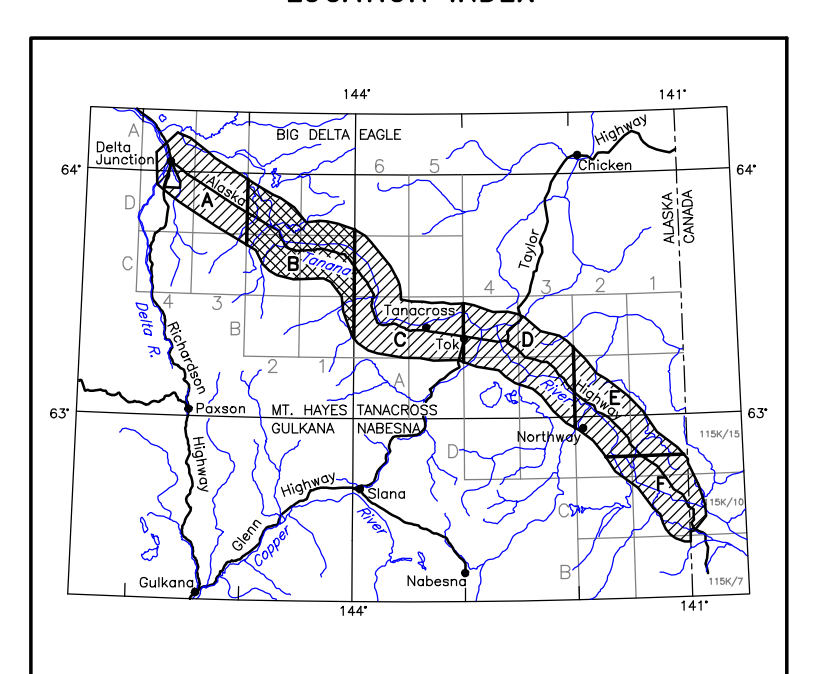 LOCATION INDEX
144° 141°
BIG DELTA EAGLE
A
Highway
Delta
Junction
64° 64°
Chicken
6 5
Alaska
D A
ALASKA
CANADA
Taylor
C B Tanana
4 3 4 3 2 1
Tanacross
Delta R.
B C Tok D
Richardson
2 1
A River Highway E
63° Paxson MT. HAYES TANACROSS 63°
GULKANA NABESNA
Northway 115K/15
Highway D
Highway Slana F
115K/10
Glenn River C
Copper
Gulkana Nabesna B 115K/7
144° 141°